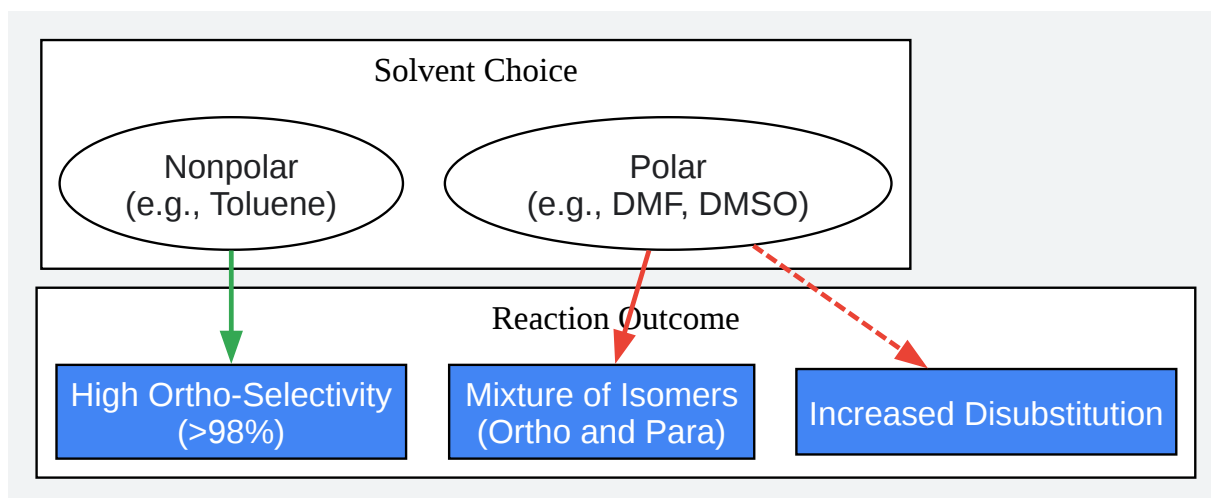 Solvent Choice
Nonpolar
(e.g., Toluene)
Polar
(e.g., DMF, DMSO)
Reaction Outcome
High Ortho-Selectivity
(>98%)
Mixture of Isomers
(Ortho and Para)
Increased Disubstitution